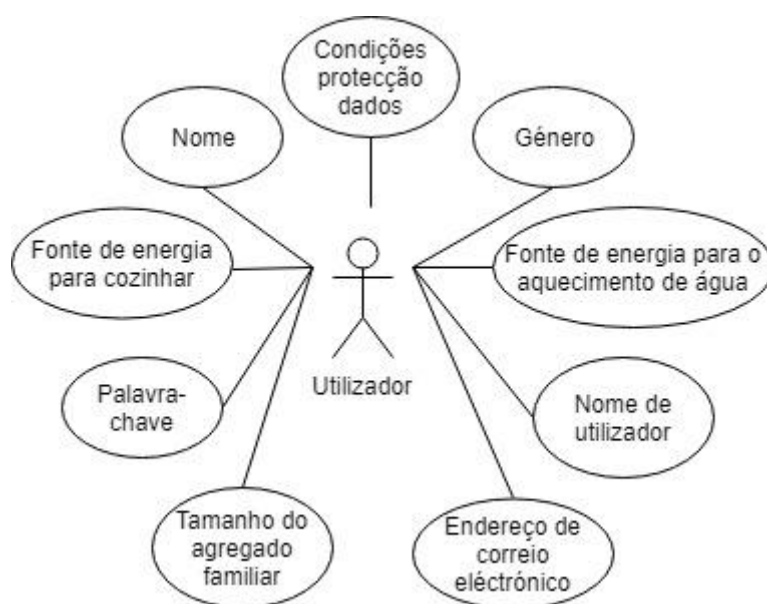 Condições
protecção
dados
Nome
Género
Fonte de energia
para cozinhar
Fonte de energia para o
aquecimento de água
Utilizador
Palavra-
chave
Nome de
utilizador
Tamanho do
agregado
familiar
Endereço de
correio
eléctrónico